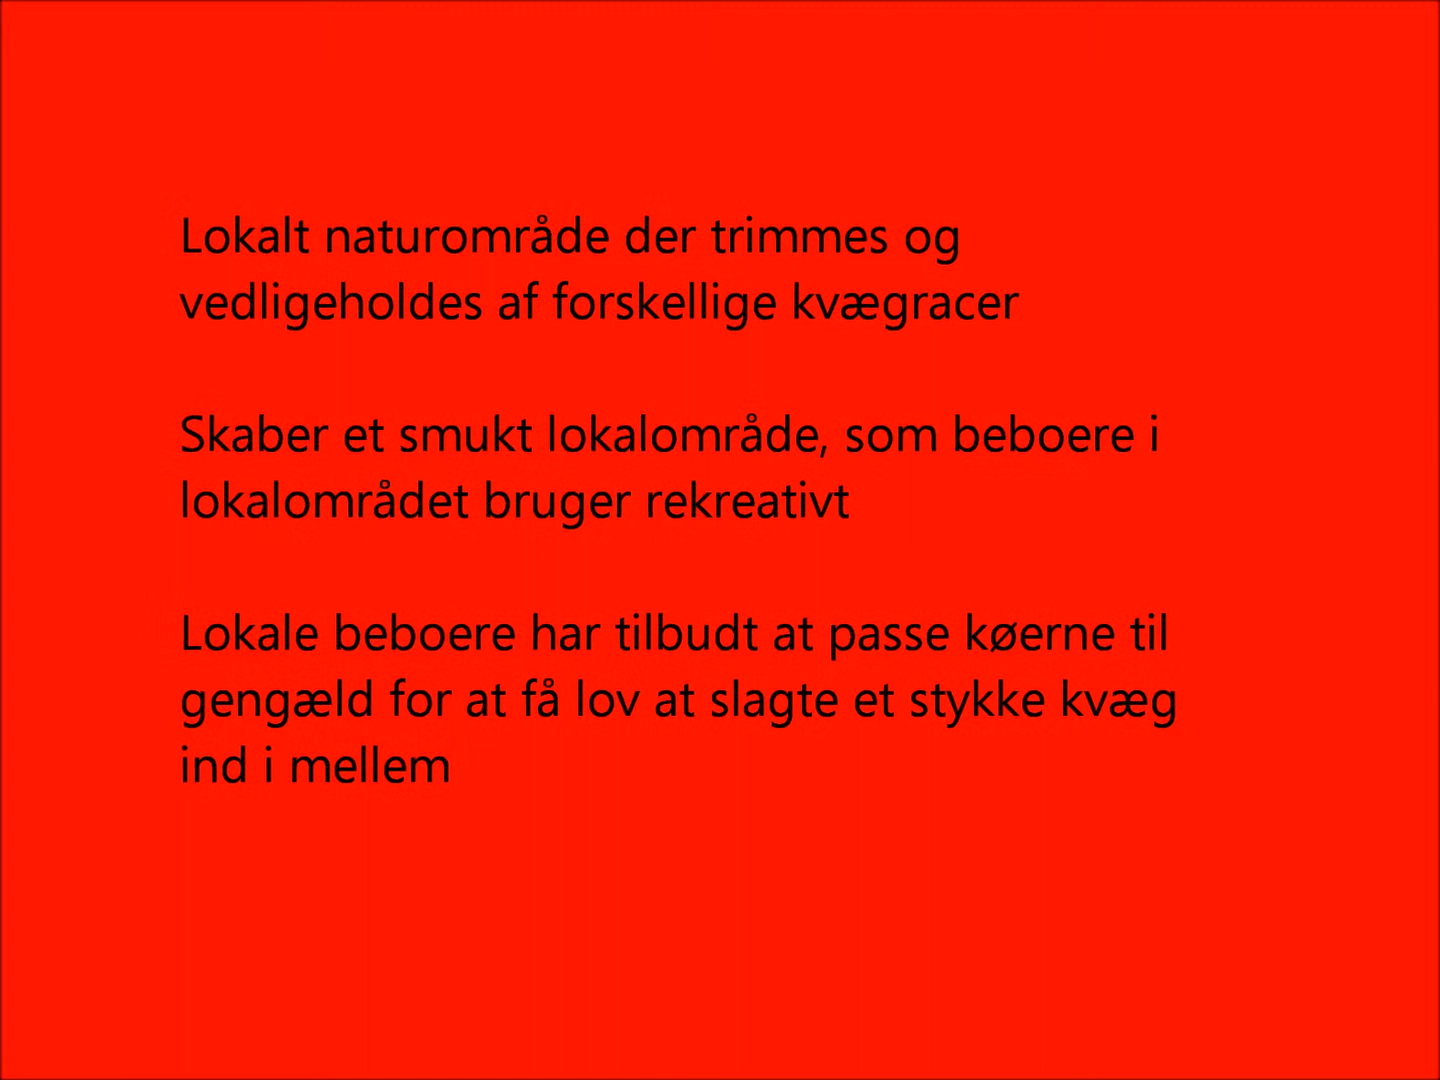 Lokalt naturområde der trimmes og
vedligeholdes af forskellige kvægracer
Skaber et smukt lokalområde, som beboere i
lokalområdet bruger rekreativt
Lokale beboere har tilbudt at passe køerne til
gengæld for at få lov at slagte et stykke kvæg
ind i mellem